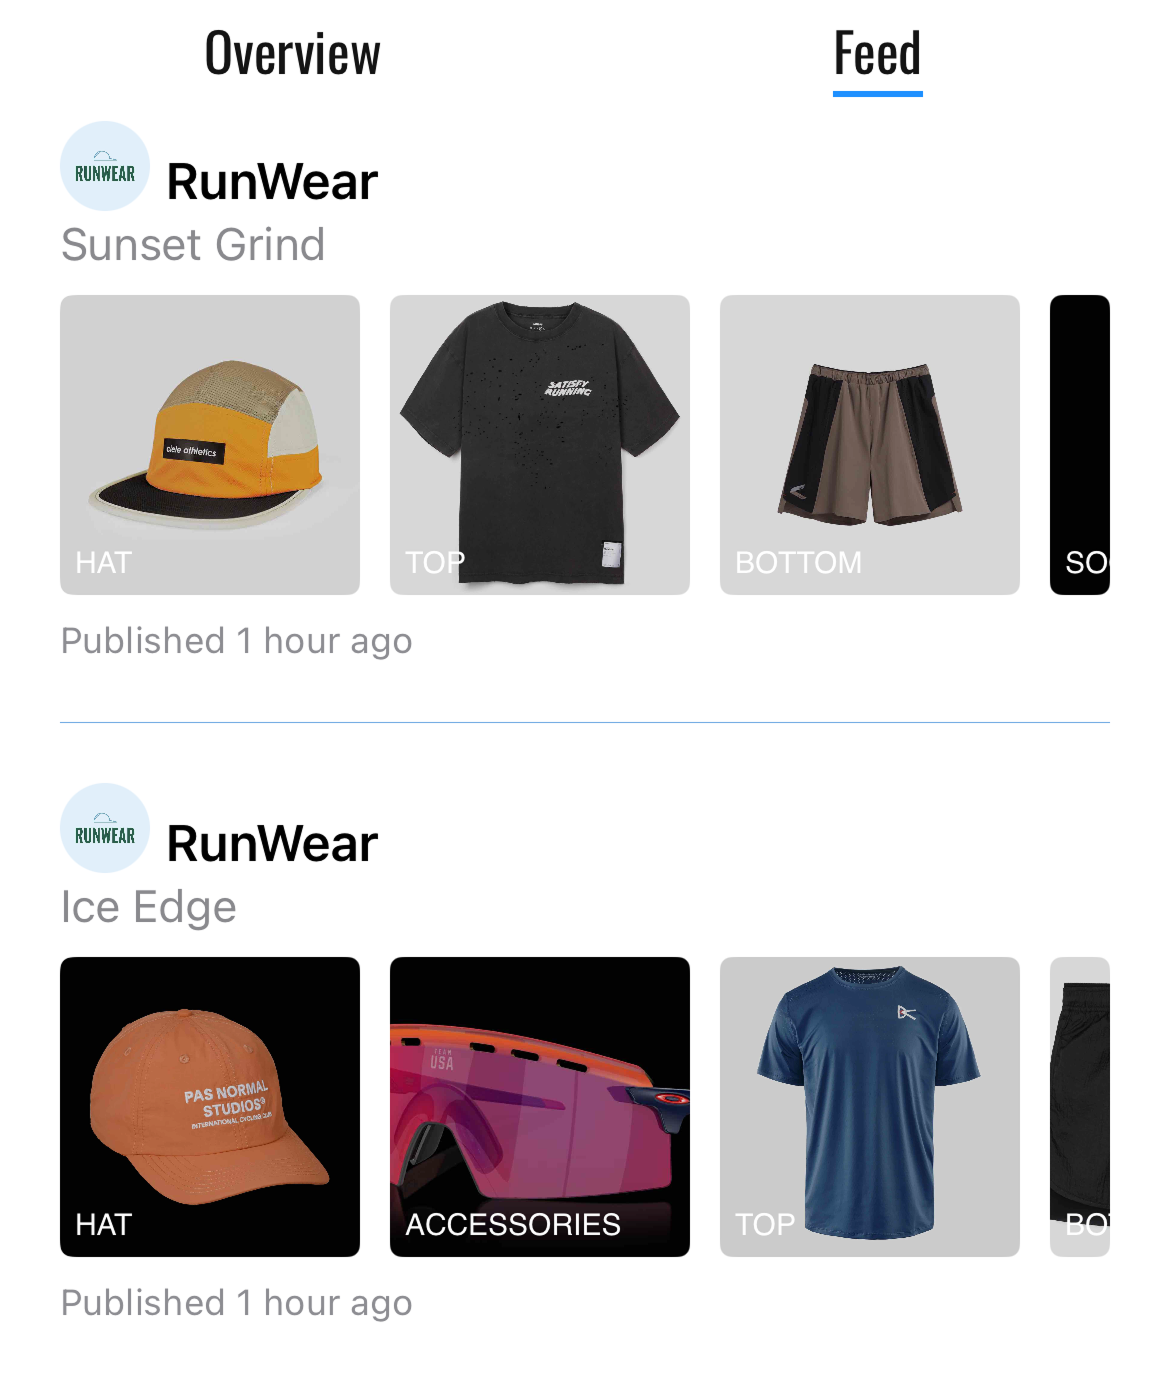 Overview
Feed
RUNWEAR
RunWear
Sunset Grind
ciele athletics
SATISFY
RUNNING
HAT
TOP
BOTTOM
SO
Published 1 hour ago
RUNWEAR
RunWear
Ice Edge
PAS NORMAL
STUDIOS®
INTERNATIONAL CYCLING CLUB
TEAM
USA
HAT
ACCESSORIES
TOP
BO
Published 1 hour ago